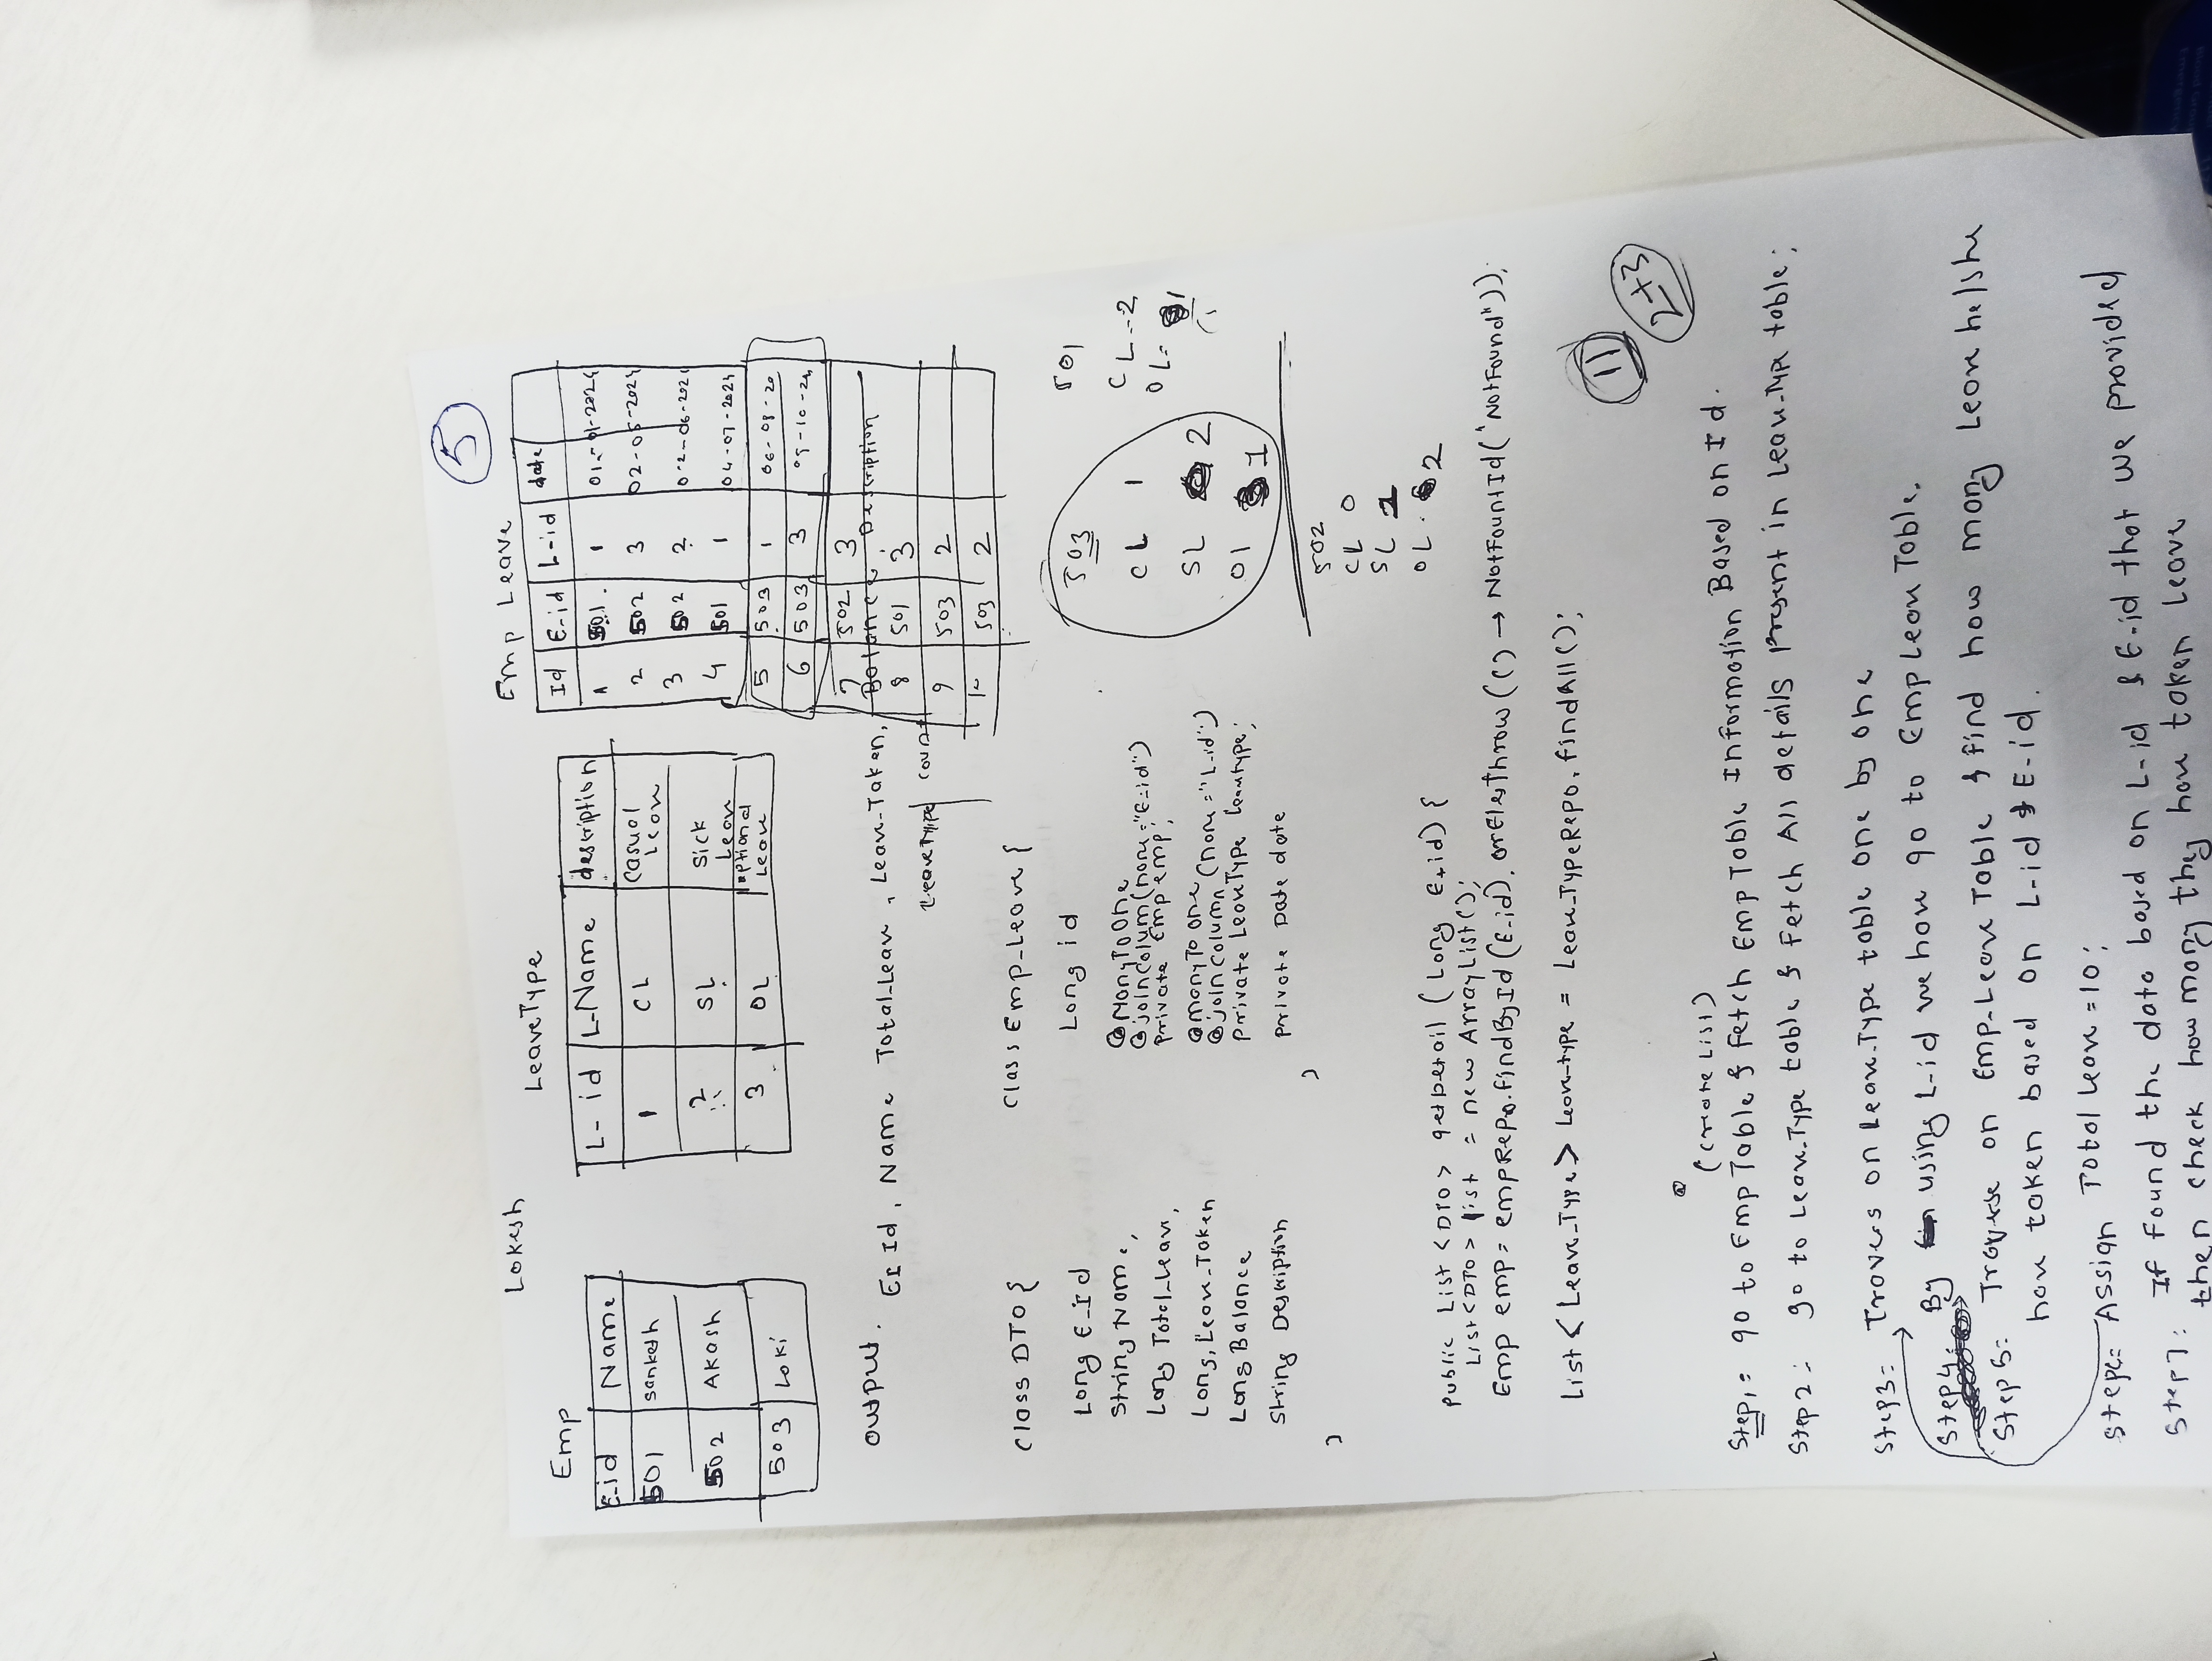 5
Lokesh
Emp
E-id Name
501 Sankesh
502 Akash
503 Loki
LeaveType
L-id L-Name description
1 CL Casual Leave
2 SL Sick Leave
3 OL optional Leave
Emp Leave
Id E-id L-id date
1 501 1 01-01-2024
2 502 3 02-05-2024
3 502 2 02-06-202
4 501 1 04-07-2024
5 503 1 06-08-20
6 503 3 09-10-24
7 502 3
8 501 3
9 503 2
10 503 2
output.
Id, Name Total-Leave, Leave-Taken, Balance, Description
LeaveType count
Class DTO {
Long E-Id
String Name,
Long Total-Leave,
Long, Leave-Taken
Long Balance
String Description
}
Class Emp-Leave {
Long id
@ManyToOne
@joinColum(name="E-id")
private Emp emp;
@manyToone
@joinColumn (name="L-id")
private LeaveType leavetype;
private Date date
}
503
CL 1
SL 2
Ol 1
501
CL--2
OL= 1
502
CL 0
SL 1
OL. 2
public List <DTO> getDetail (Long E-id) {
List<DTO> list = new ArrayList();
Emp emp = empRepo.findById (E-id). orElesThrow (() → NotFountId("NotFound"));
List <Leave-Type> Leave-type = Leave-TypeRepo. findAll();
11
2+3
(create List)
Step1= go to Emp Table & Fetch Emp Table Information Based on Id.
Step 2: go to Leave-Type table & Fetch All details present in Leave-Type table;
Step3= Travers on Leave-Type table one by one
Step4: By using L-id we have go to Emp Leave Table.
Step 5: Traverse on Emp-Leave Table & find how many Leave he/she
have taken based on L-id & E-id.
Step6= Assign Total leave = 10;
Step7: If found the data based on L-id & E-id that we provided
then check how many they have taken Leave